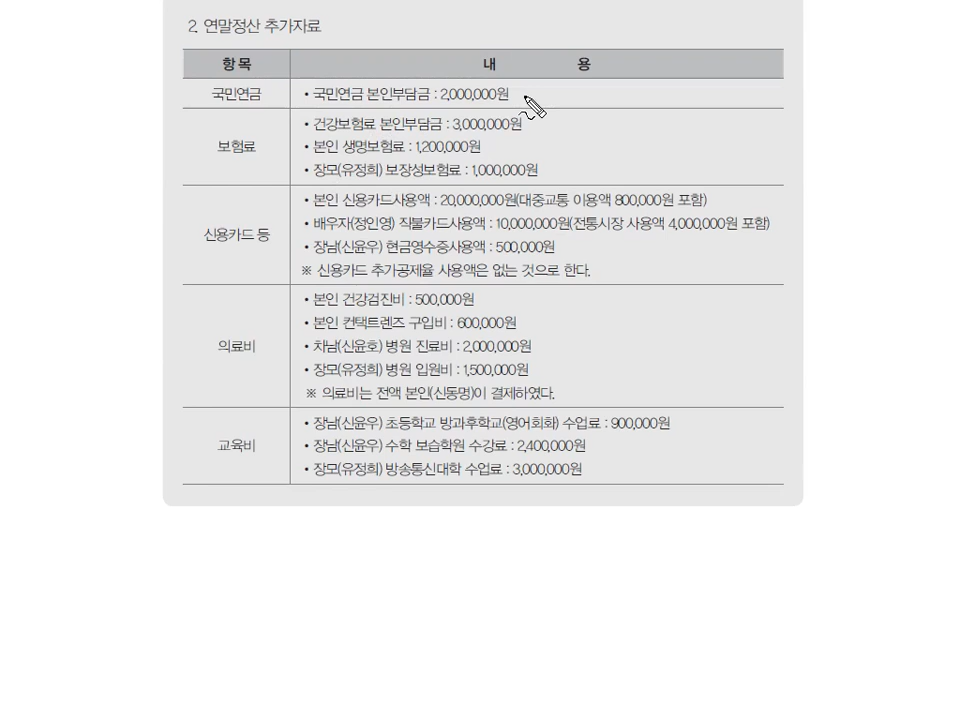 2. 연말정산 추가자료
항목 내 용
국민연금 • 국민연금 본인부담금 : 2,000,000원
보험료 • 건강보험료 본인부담금 : 3,000,000원
• 본인 생명보험료 : 1,200,000원
• 장모(유정희) 보장성보험료 : 1,000,000원
신용카드 등 • 본인 신용카드사용액 : 20,000,000원(대중교통 이용액 800,000원 포함)
• 배우자(정인영) 직불카드사용액 : 10,000,000원(전통시장 사용액 4,000,000원 포함)
• 장남(신윤우) 현금영수증사용액 : 500,000원
※ 신용카드 추가공제율 사용액은 없는 것으로 한다.
의료비 • 본인 건강검진비 : 500,000원
• 본인 컨택트렌즈 구입비 : 600,000원
• 차남(신윤호) 병원 진료비 : 2,000,000원
• 장모(유정희) 병원 입원비 : 1,500,000원
※ 의료비는 전액 본인(신동명)이 결제하였다.
교육비 • 장남(신윤우) 초등학교 방과후학교(영어회화) 수업료 : 900,000원
• 장남(신윤우) 수학 보습학원 수강료 : 2,400,000원
• 장모(유정희) 방송통신대학 수업료 : 3,000,000원